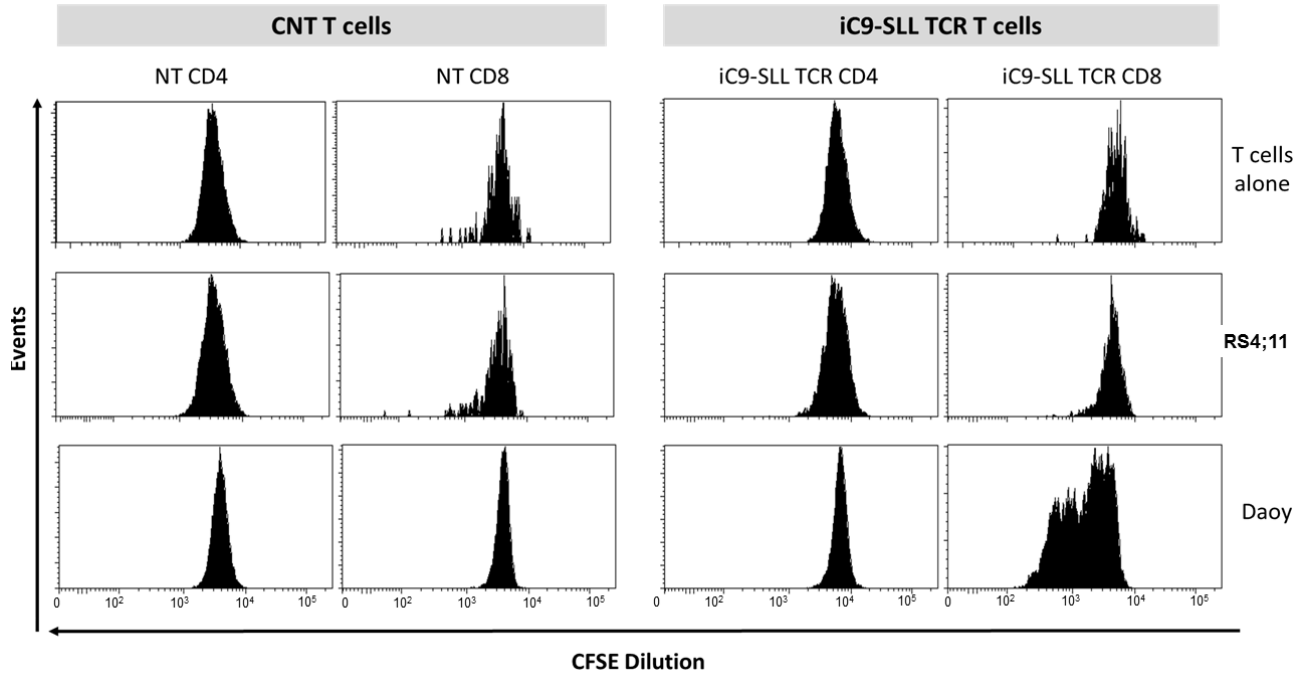 CNT T cells
iC9-SLL TCR T cells
NT CD4
NT CD8
iC9-SLL TCR CD4
iC9-SLL TCR CD8
T cells
alone
Events
RS4;11
Daoy
0 10² 10³ 10⁴ 10⁵
0 10² 10³ 10⁴ 10⁵
0 10² 10³ 10⁴ 10⁵
0 10² 10³ 10⁴ 10⁵
CFSE Dilution